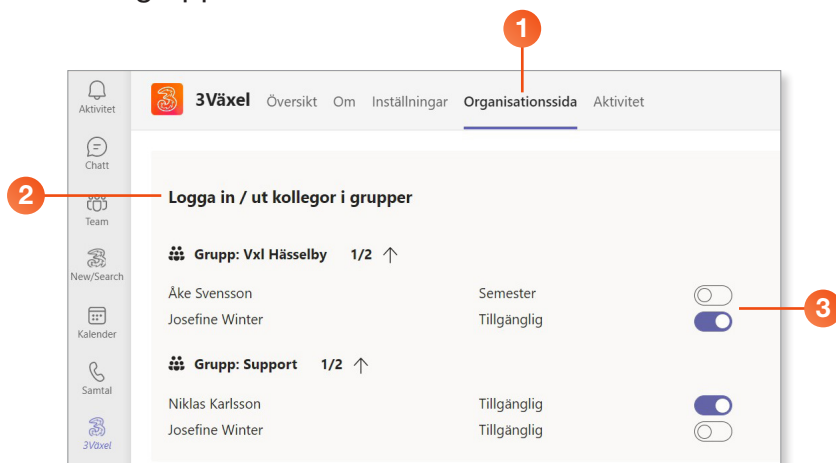 1
Aktivitet
3Växel Översikt Om Inställningar Organisationssida Aktivitet
Chatt
2
Logga in / ut kollegor i grupper
Team
Grupp: Vxl Hässelby 1/2
New/Search
Åke Svensson Semester
3
Josefine Winter Tillgänglig
Kalender
Grupp: Support 1/2
Samtal
Niklas Karlsson Tillgänglig
Josefine Winter Tillgänglig
3Växel